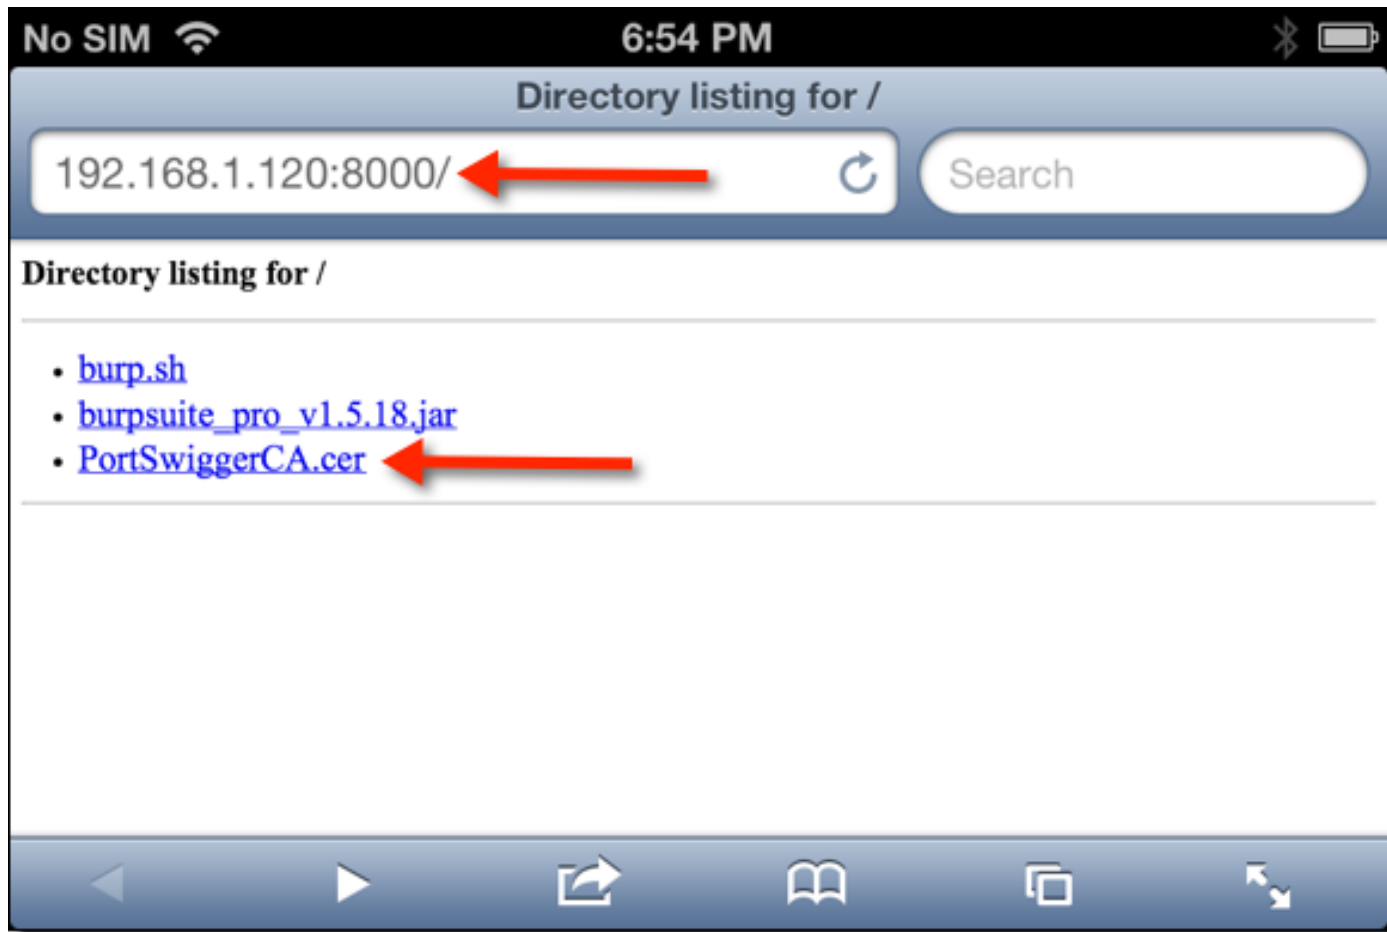 No SIM 6:54 PM
Directory listing for /
192.168.1.120:8000/ Search
Directory listing for /
• burp.sh
• burpsuite_pro_v1.5.18.jar
• PortSwiggerCA.cer